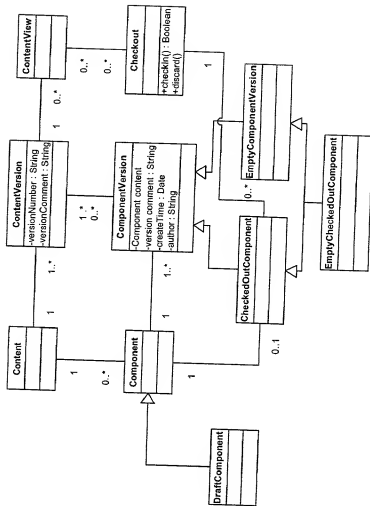 ContentView
0..*
0..*
Checkout
+checkin() : Boolean
+discard()
1
0..*
1
ContentVersion
-versionNumber : String
-versionComment : String
1..*
0..*
ComponentVersion
-Component content
-version comment : String
-createTime : Date
-author : String
EmptyComponentVersion
0..*
1..*
1
Content
1
0..*
Component
1
1..*
1
CheckedOutComponent
0..1
EmptyCheckedOutComponent
DraftComponent